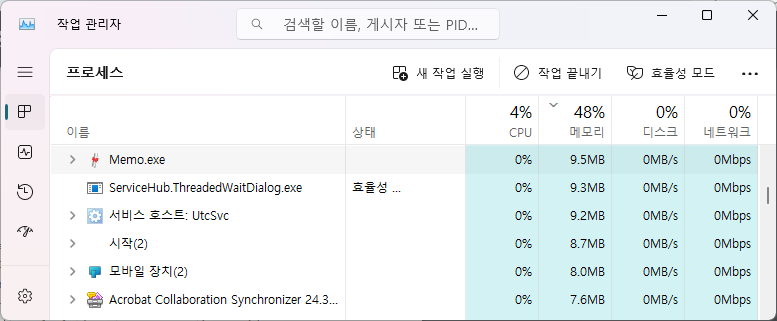 작업 관리자
검색할 이름, 게시자 또는 PID...
프로세스
새 작업 실행
작업 끝내기
효율성 모드
4% 48% 0% 0%
이름 상태 CPU 메모리 디스크 네트워크
Memo.exe 0% 9.5MB 0MB/s 0Mbps
ServiceHub.ThreadedWaitDialog.exe 효율성 ... 0% 9.3MB 0MB/s 0Mbps
서비스 호스트: UtcSvc 0% 9.2MB 0MB/s 0Mbps
시작(2) 0% 8.7MB 0MB/s 0Mbps
모바일 장치(2) 0% 8.0MB 0MB/s 0Mbps
Acrobat Collaboration Synchronizer 24.3... 0% 7.6MB 0MB/s 0Mbps